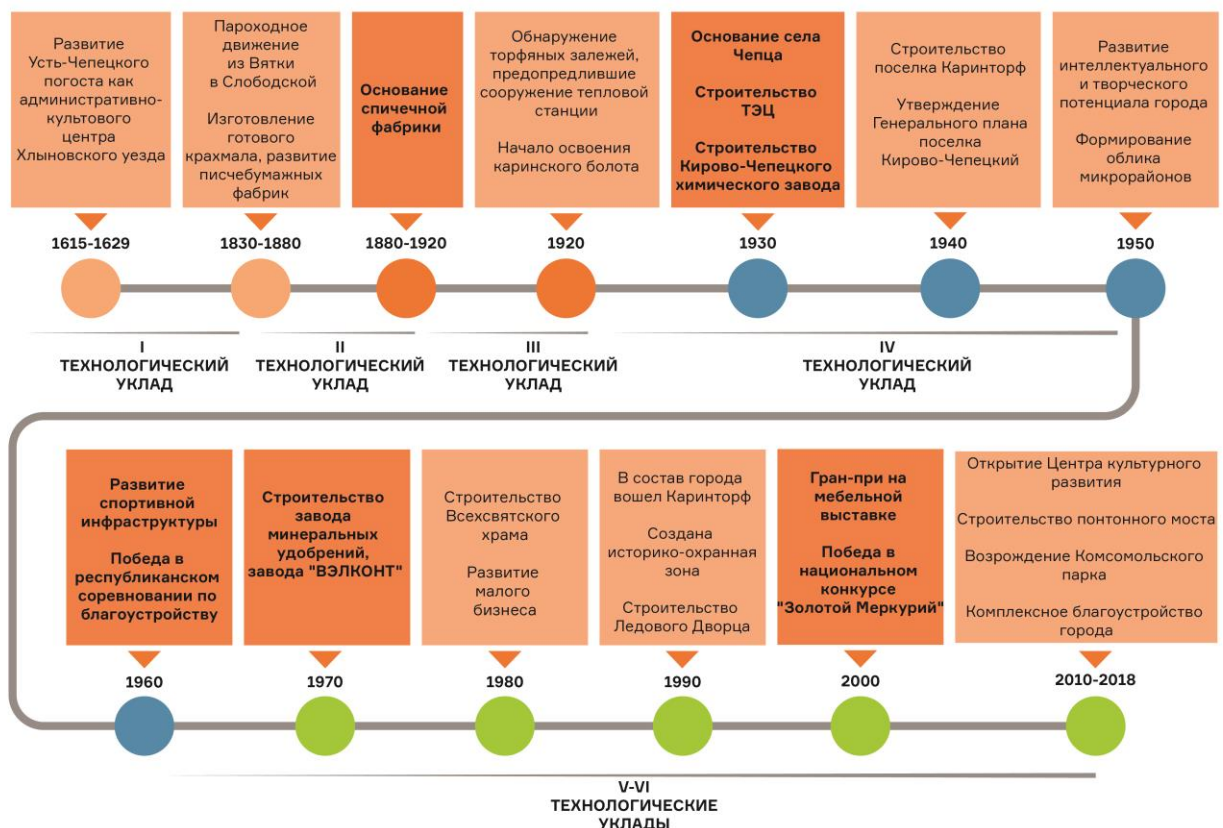 Развитие
Усть-Чепецкого
погоста как
административно-
культового
центра
Хлыновского уезда
Пароходное
движение
из Вятки
в Слободской
Изготовление
готового
крахмала, развитие
писчебумажных
фабрик
Основание
спичечной
фабрики
Обнаружение
торфяных залежей,
предопредлившие
сооружение тепловой
станции
Начало освоения
каринского болота
Основание села
Чепца
Строительство
ТЭЦ
Строительство
Кирово-Чепецкого
химического завода
Строительство
поселка Каринторф
Утверждение
Генерального плана
поселка
Кирово-Чепецкий
Развитие
интеллектуального
и творческого
потенциала города
Формирование
облика
микрорайонов
1615-1629
1830-1880
1880-1920
1920
1930
1940
1950
I
ТЕХНОЛОГИЧЕСКИЙ
УКЛАД
II
ТЕХНОЛОГИЧЕСКИЙ
УКЛАД
III
ТЕХНОЛОГИЧЕСКИЙ
УКЛАД
IV
ТЕХНОЛОГИЧЕСКИЙ
УКЛАД
Развитие
спортивной
инфраструктуры
Победа в
республиканском
соревновании по
благоустройству
Строительство
завода
минеральных
удобрений,
завода "ВЭЛКОНТ"
Строительство
Всехсвятского
храма
Развитие
малого
бизнеса
В состав города
вошел Каринторф
Создана
историко-охранная
зона
Строительство
Ледового Дворца
Гран-при на
мебельной
выставке
Победа в
национальном
конкурсе
"Золотой Меркурий"
Открытие Центра культурного
развития
Строительство понтонного моста
Возрождение Комсомольского
парка
Комплексное благоустройство
города
1960
1970
1980
1990
2000
2010-2018
V-VI
ТЕХНОЛОГИЧЕСКИЕ
УКЛАДЫ